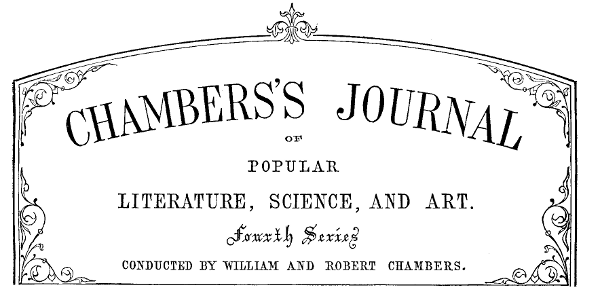 CHAMBERS'S JOURNAL
OF
POPULAR
LITERATURE, SCIENCE, AND ART.
Fourth Series
CONDUCTED BY WILLIAM AND ROBERT CHAMBERS.